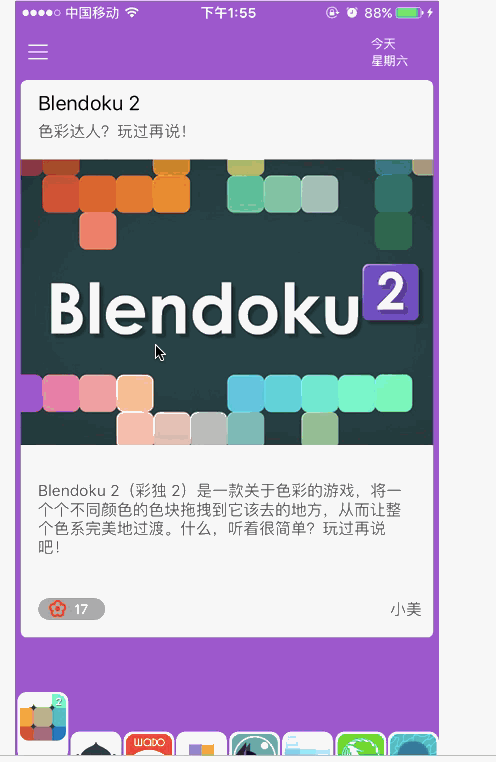 中国移动 下午1:55 88%
今天
星期六
Blendoku 2
色彩达人？玩过再说！
Blendoku 2
Blendoku 2（彩独 2）是一款关于色彩的游戏，将一
个个不同颜色的色块拖拽到它该去的地方，从而让整
个色系完美地过渡。什么，听着很简单？玩过再说
吧！
17
小美
2
WADO